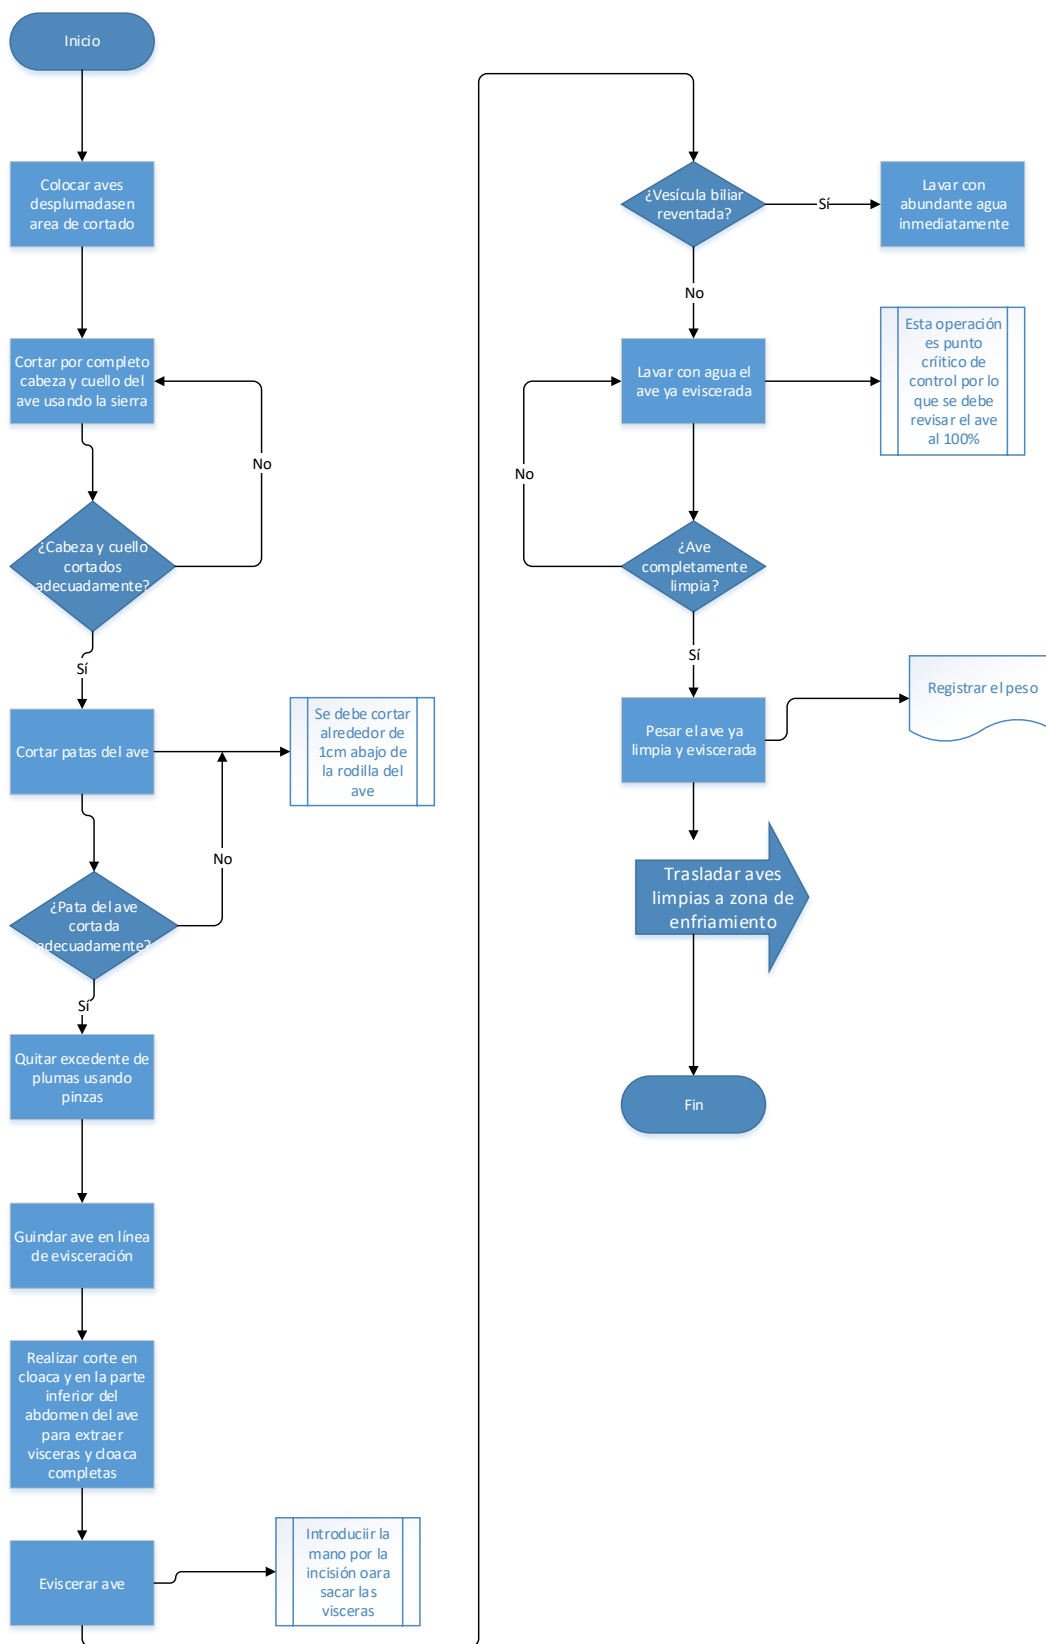 Inicio
Colocar aves
desplumadasen
area de cortado
Cortar por completo
cabeza y cuello del
ave usando la sierra
No
¿Cabeza y cuello
cortados
adecuadamente?
Sí
Cortar patas del ave
Se debe cortar
alrededor de
1cm abajo de
la rodilla del
ave
No
¿Pata del ave
cortada
adecuadamente?
Sí
Quitar excedente de
plumas usando
pinzas
Guindar ave en línea
de evisceración
Realizar corte en
cloaca y en la parte
inferior del
abdomen del ave
para extraer
visceras y cloaca
completas
Eviscerar ave
Introduciir la
mano por la
incisión oara
sacar las
visceras
¿Vesícula biliar
reventada?
Sí
Lavar con
abundante agua
inmediatamente
No
Lavar con agua el
ave ya eviscerada
Esta operación
es punto
críitico de
control por lo
que se debe
revisar el ave
al 100%
No
¿Ave
completamente
limpia?
Sí
Pesar el ave ya
limpia y eviscerada
Registrar el peso
Trasladar aves
limpias a zona de
enfriamiento
Fin